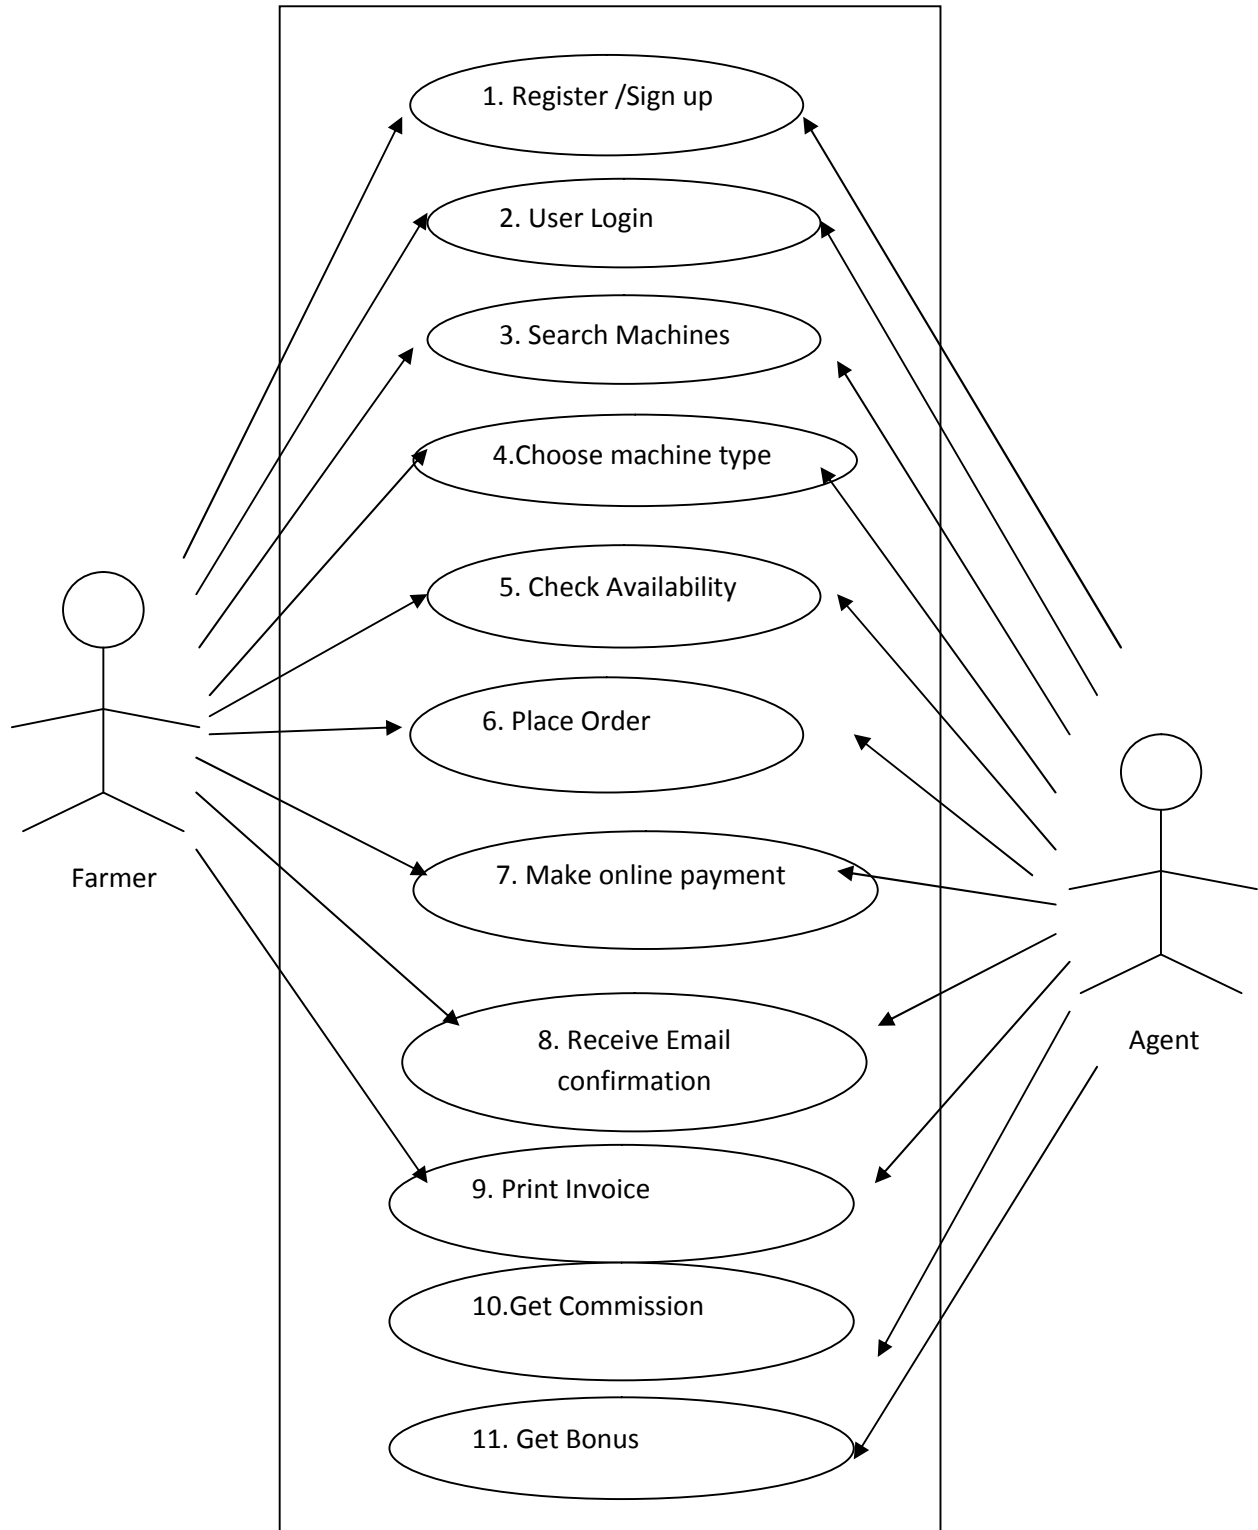 1. Register /Sign up
2. User Login
3. Search Machines
4.Choose machine type
5. Check Availability
6. Place Order
7. Make online payment
Farmer
8. Receive Email
confirmation
Agent
9. Print Invoice
10.Get Commission
11. Get Bonus